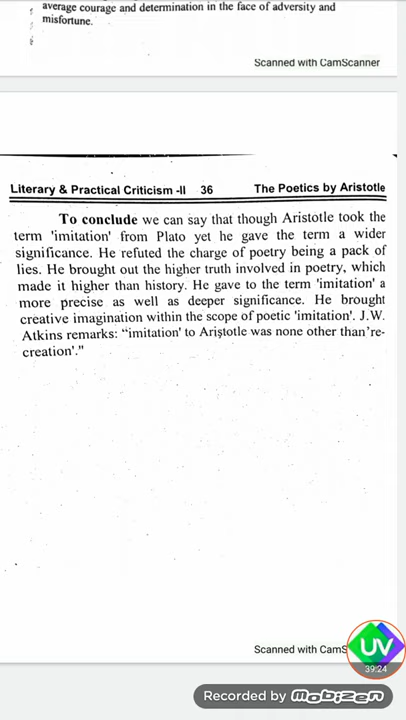 average courage and determination in the face of adversity and
misfortune.
Scanned with CamScanner
Literary & Practical Criticism -II 36 The Poetics by Aristotle
To conclude we can say that though Aristotle took the
term 'imitation' from Plato yet he gave the term a wider
significance. He refuted the charge of poetry being a pack of
lies. He brought out the higher truth involved in poetry, which
made it higher than history. He gave to the term 'imitation' a
more precise as well as deeper significance. He brought
creative imagination within the scope of poetic 'imitation'. J.W.
Atkins remarks: “imitation' to Aristotle was none other than're-
creation'."
Scanned with CamS
UV
39:24
Recorded by mobizen